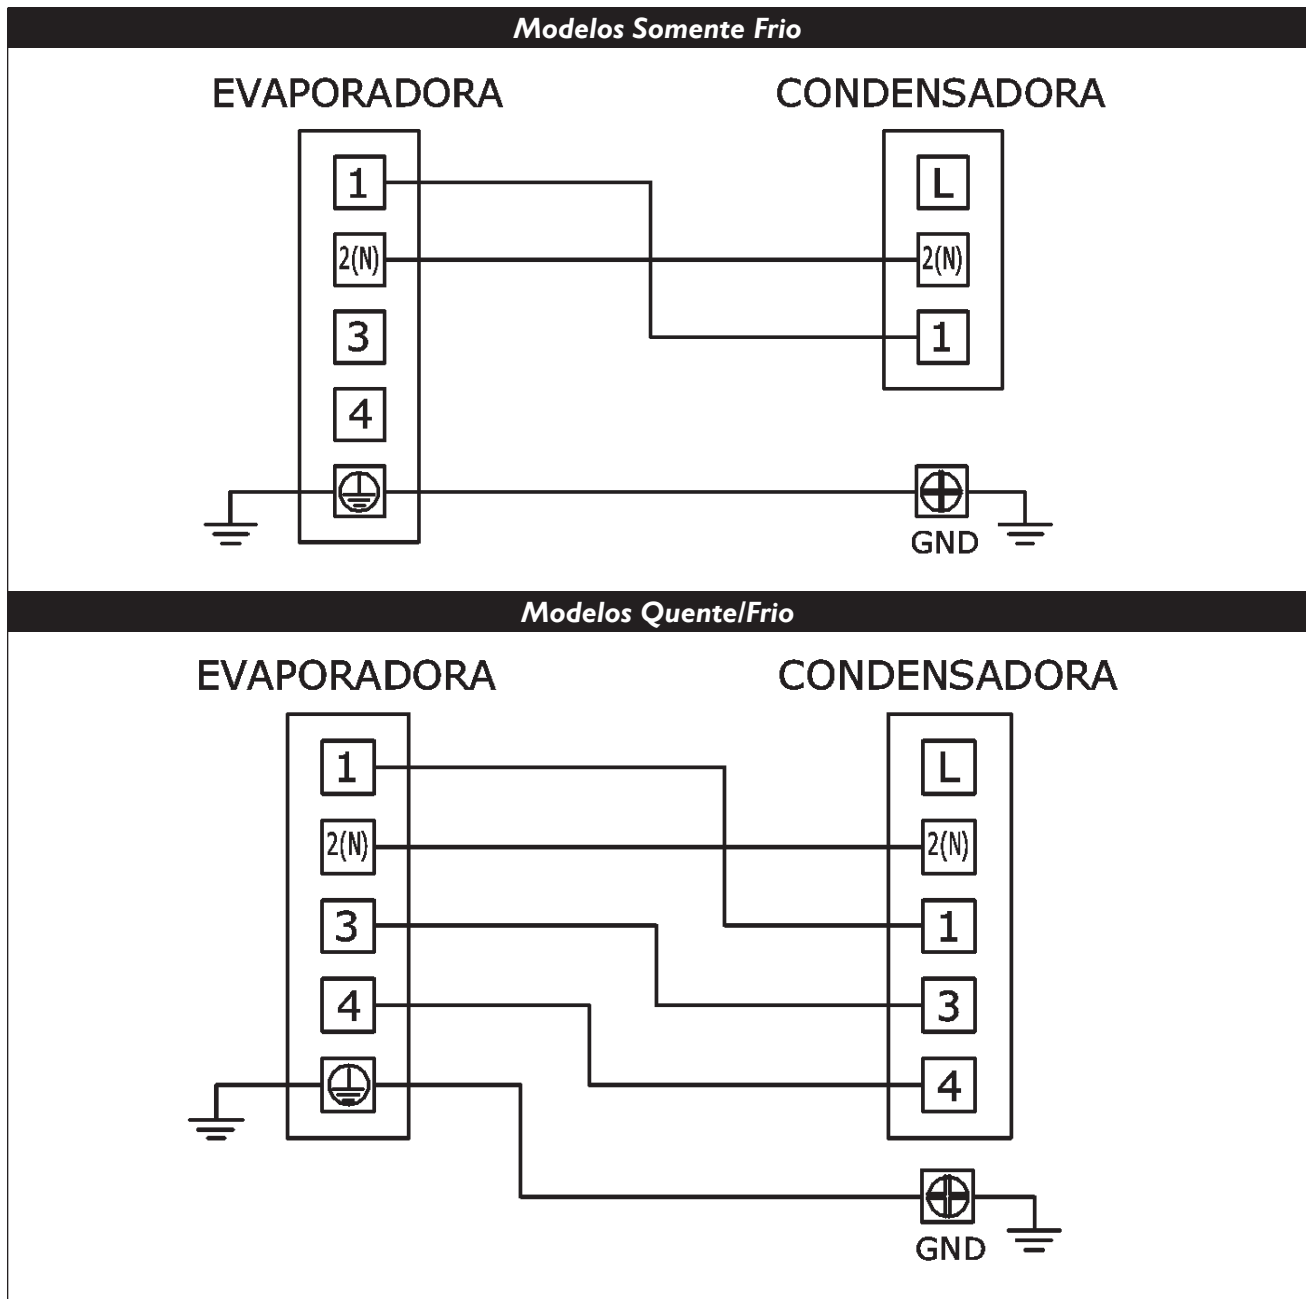 Modelos Somente Frio
EVAPORADORA CONDENSADORA
1 L
2(N) 2(N)
3 1
4
GND
Modelos Quente/Frio
EVAPORADORA CONDENSADORA
1 L
2(N) 2(N)
3 1
4 3
4
GND